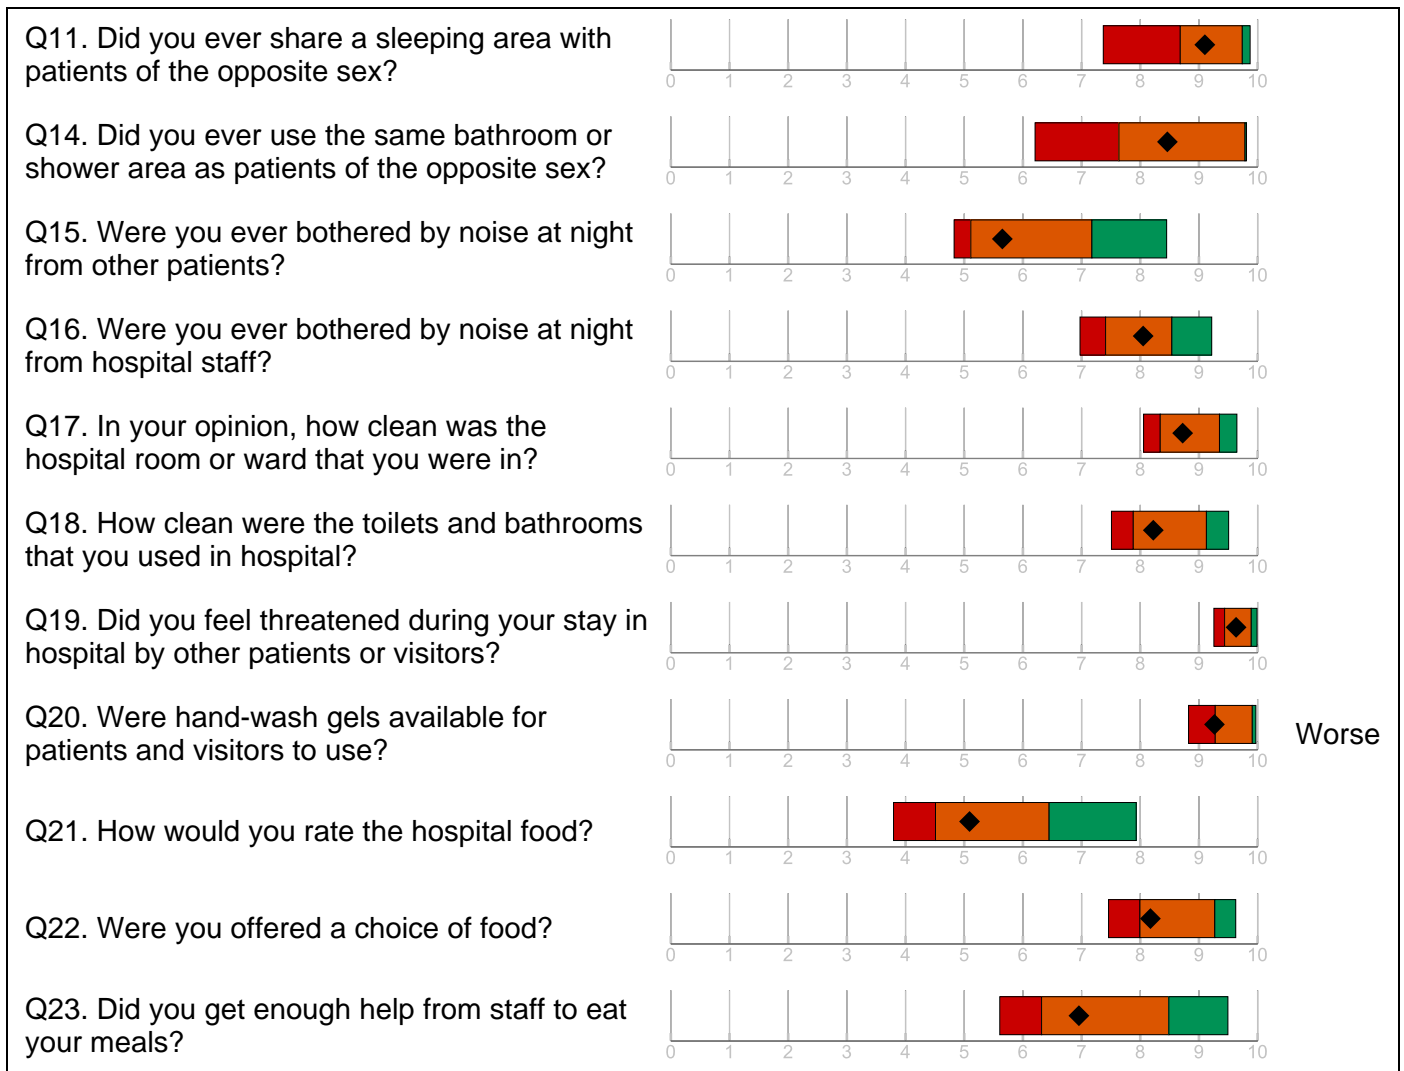 Q11. Did you ever share a sleeping area with
patients of the opposite sex?
0 1 2 3 4 5 6 7 8 9 10
Q14. Did you ever use the same bathroom or
shower area as patients of the opposite sex?
0 1 2 3 4 5 6 7 8 9 10
Q15. Were you ever bothered by noise at night
from other patients?
0 1 2 3 4 5 6 7 8 9 10
Q16. Were you ever bothered by noise at night
from hospital staff?
0 1 2 3 4 5 6 7 8 9 10
Q17. In your opinion, how clean was the
hospital room or ward that you were in?
0 1 2 3 4 5 6 7 8 9 10
Q18. How clean were the toilets and bathrooms
that you used in hospital?
0 1 2 3 4 5 6 7 8 9 10
Q19. Did you feel threatened during your stay in
hospital by other patients or visitors?
0 1 2 3 4 5 6 7 8 9 10
Q20. Were hand-wash gels available for
patients and visitors to use?
Worse
0 1 2 3 4 5 6 7 8 9 10
Q21. How would you rate the hospital food?
0 1 2 3 4 5 6 7 8 9 10
Q22. Were you offered a choice of food?
0 1 2 3 4 5 6 7 8 9 10
Q23. Did you get enough help from staff to eat
your meals?
0 1 2 3 4 5 6 7 8 9 10